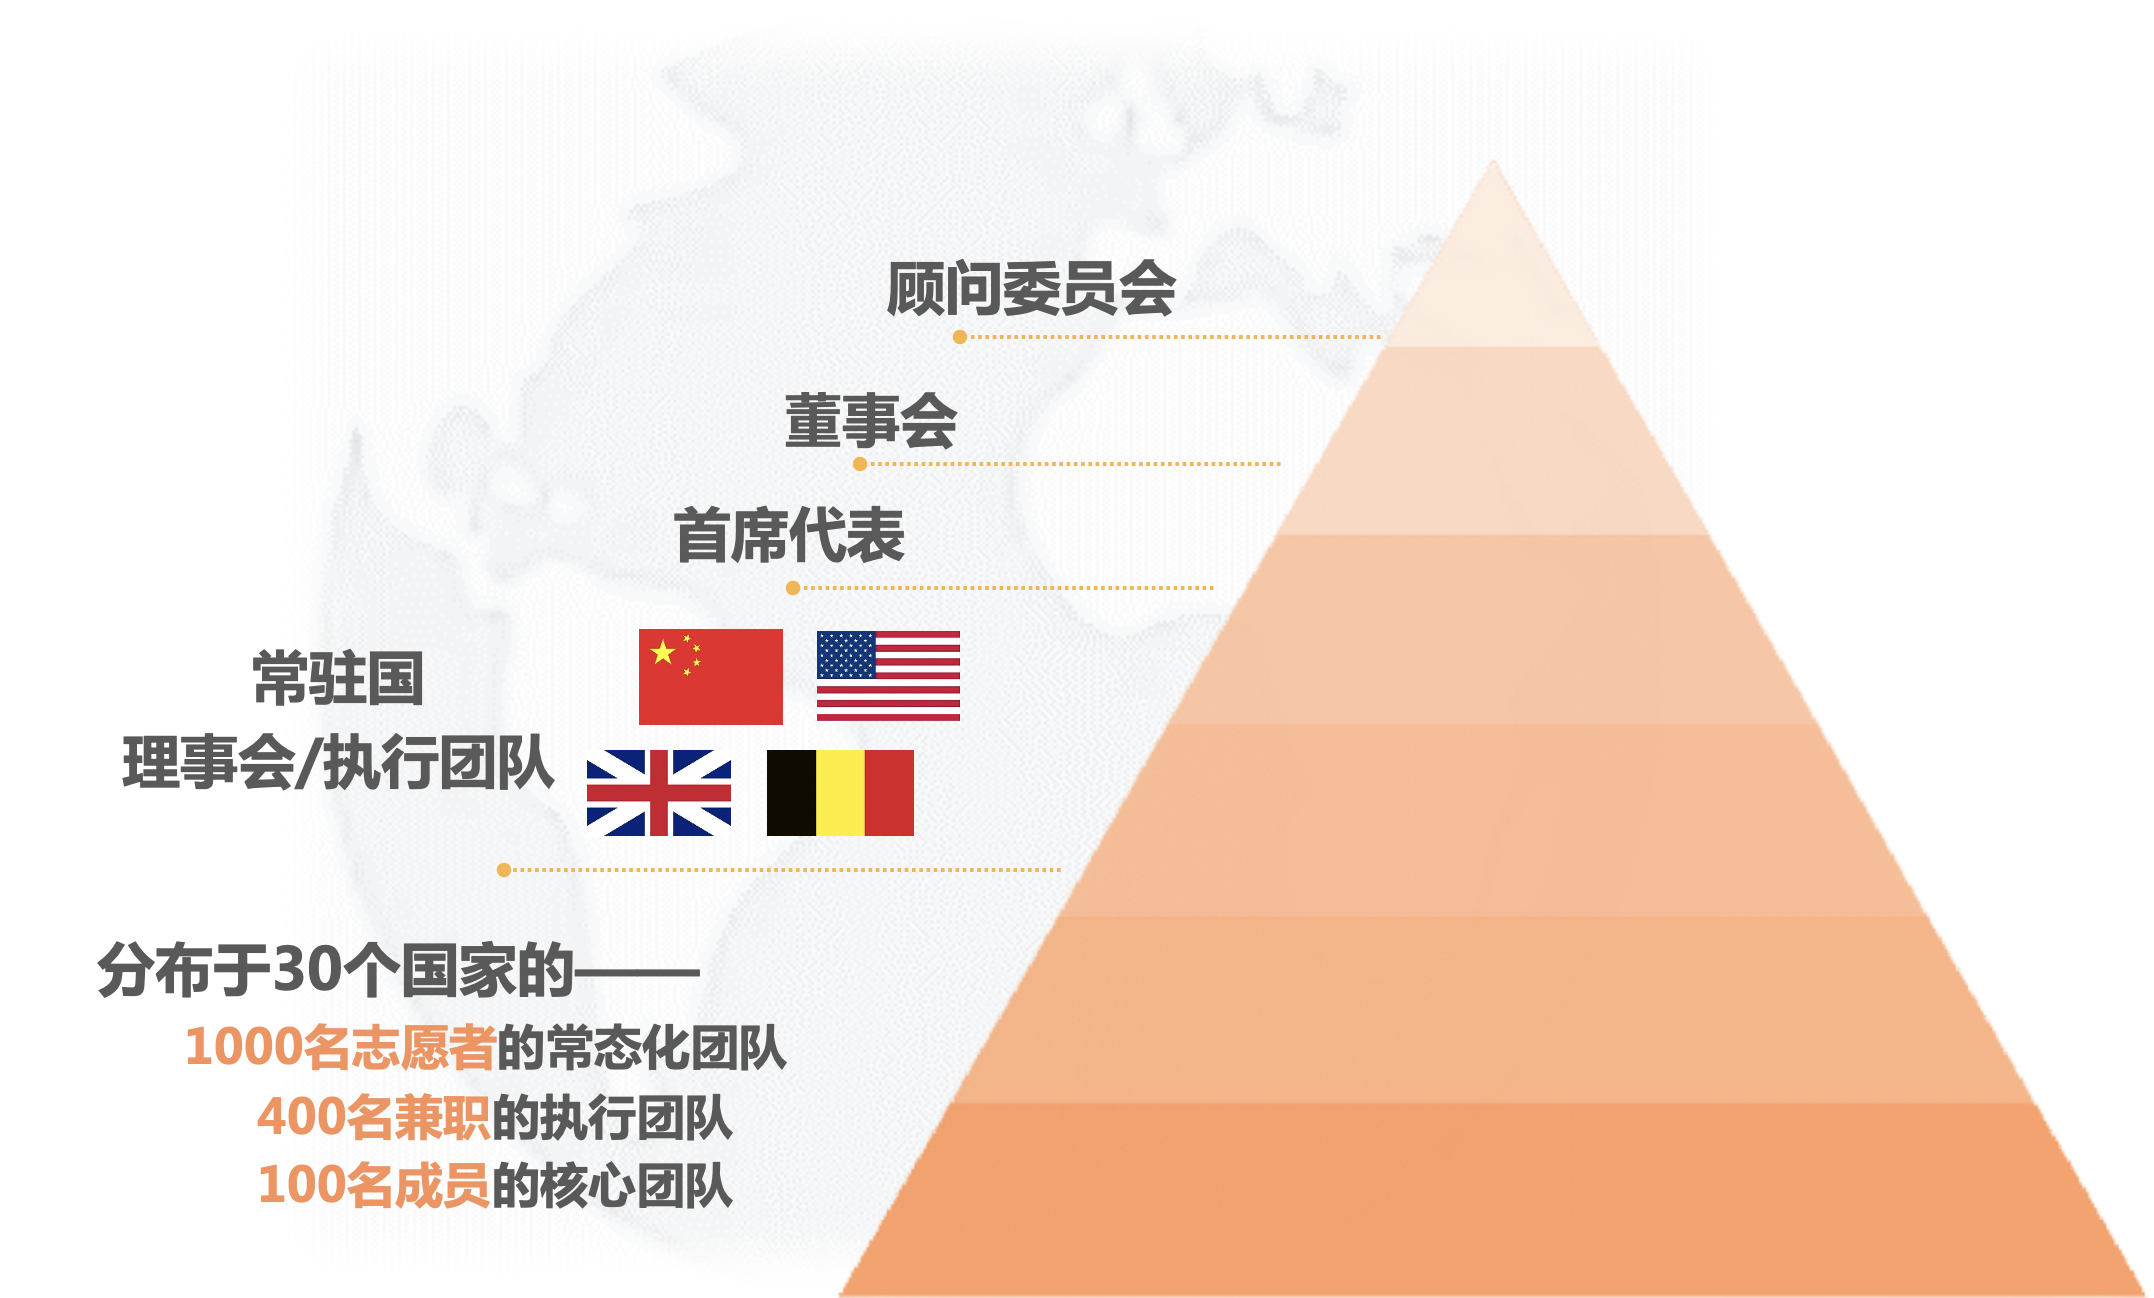 顾问委员会
董事会
首席代表
常驻国
理事会/执行团队
分布于30个国家的——
1000名志愿者的常态化团队
400名兼职的执行团队
100名成员的核心团队